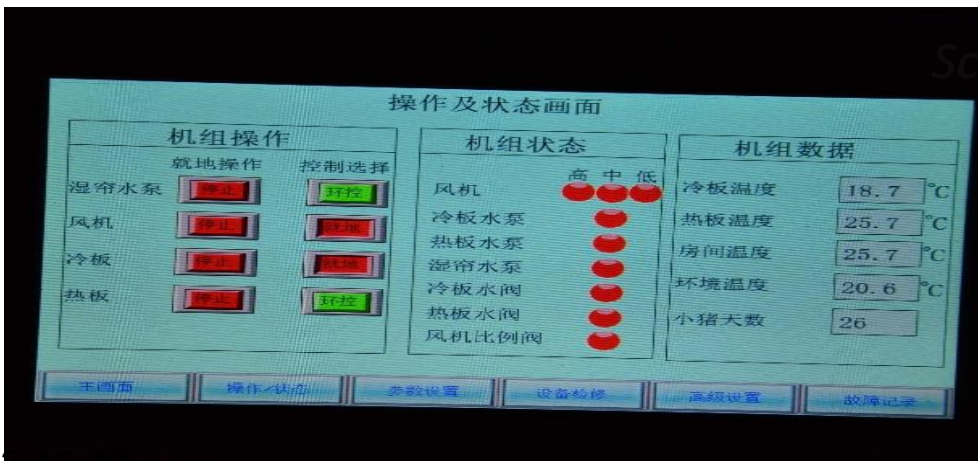 操作及状态画面
机组操作
就地操作 控制选择
湿帘水泵 停止 环控
风机 停止 就地
冷板 停止 就地
热板 停止 环控
机组状态
高 中 低
风机
冷板水泵
热板水泵
湿帘水泵
冷板水阀
热板水阀
风机比例阀
机组数据
冷板温度 18.7 ℃
热板温度 25.7 ℃
房间温度 25.7 ℃
环境温度 20.6 ℃
小猪天数 26
主画面 操作/状态 参数设置 设备检修 高级设置 故障记录